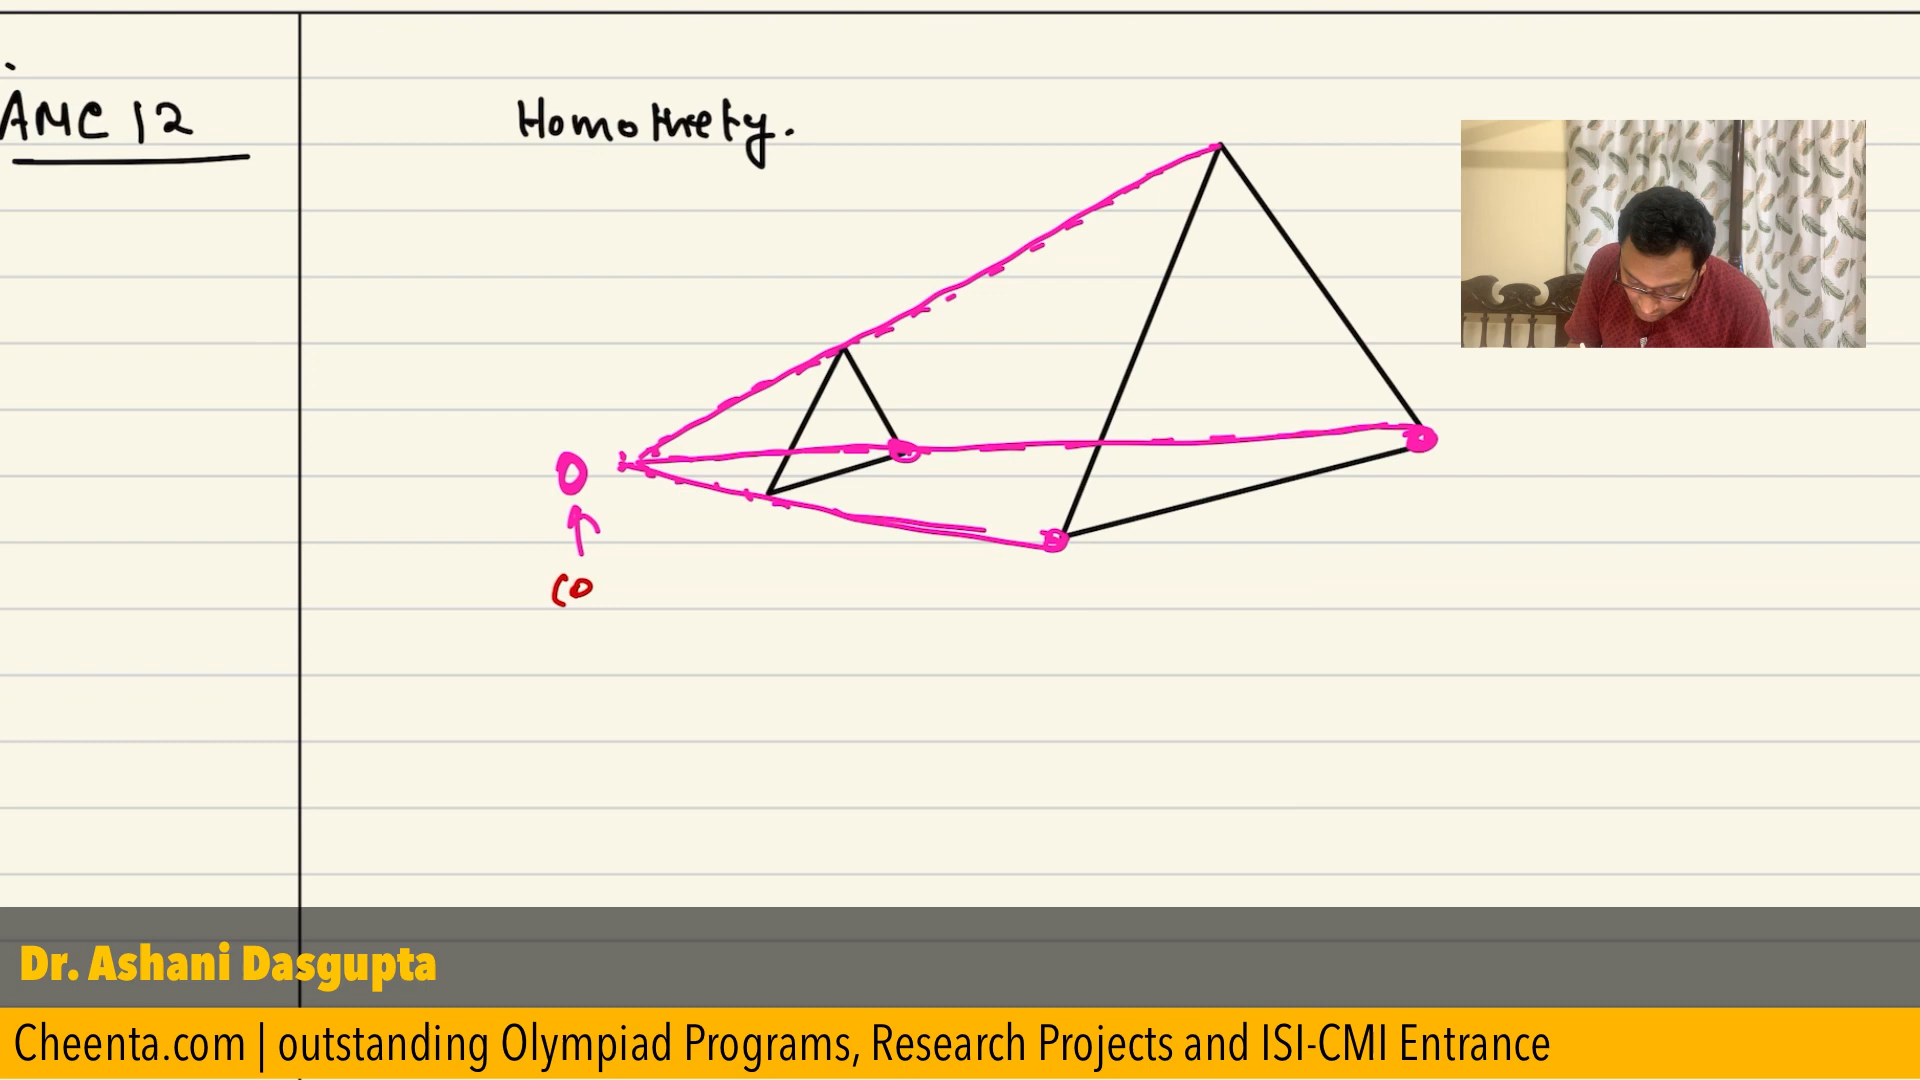 AMC 12
Homothety.
O
co
Dr. Ashani Dasgupta
Cheenta.com | outstanding Olympiad Programs, Research Projects and ISI-CMI Entrance